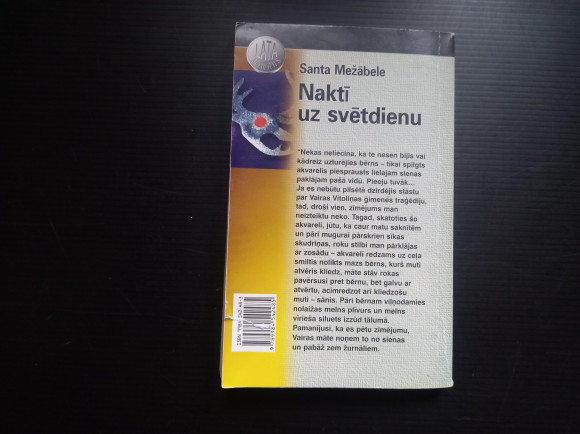 LATA
Santa Mežābele
Naktī
uz svētdienu
"Nekas neliecina, ka te nesen bijis vai
kādreiz uzturējies bērns – tikai spilgts
akvarelis piesprausts lielajam sienas
paklājam pašā vidū. Pieeju tuvāk...
Ja es nebūtu pilsētā dzirdējis stāstu
par Vairas Vītoliņas ģimenes traģēdiju,
tad, droši vien, zīmējums man
neizteiktu neko. Tagad, skatoties šo
akvareli, jūtu, ka caur matu saknītēm
un pāri mugurai pārskrien sīkas
skudriņas, roku stilbi man pārklājas
ar zosādu – akvarelī redzams uz ceļa
smiltīs nolikts mazs bērns, kurš muti
atvēris kliedz, māte stāv rokas
pavērsusi pret bērnu, bet galvu ar
atvērtu, acīmredzot arī kliedzošu
muti – sānis. Pāri bērnam viļņodamies
nolaižas melns plīvurs un melns
vīrieša siluets izzūd tālumā.
Pamanījusi, ka es pētu zīmējumu,
Vairas māte noņem to no sienas
un pabāž zem žurnāliem.